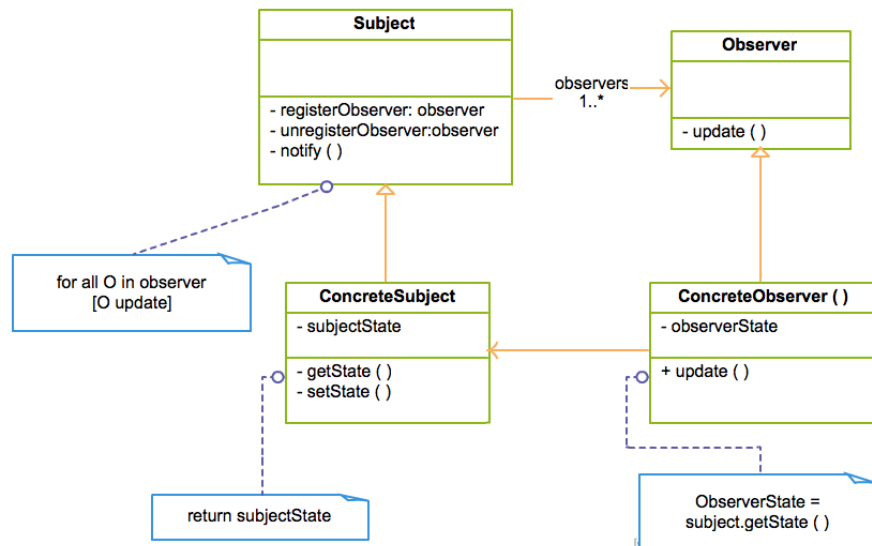 Subject
- registerObserver: observer
- unregisterObserver:observer
- notify ( )
observers
1..*
Observer
- update ( )
for all O in observer
[O update]
ConcreteSubject
- subjectState
- getState ( )
- setState ( )
ConcreteObserver ( )
- observerState
+ update ( )
return subjectState
ObserverState =
subject.getState ( )